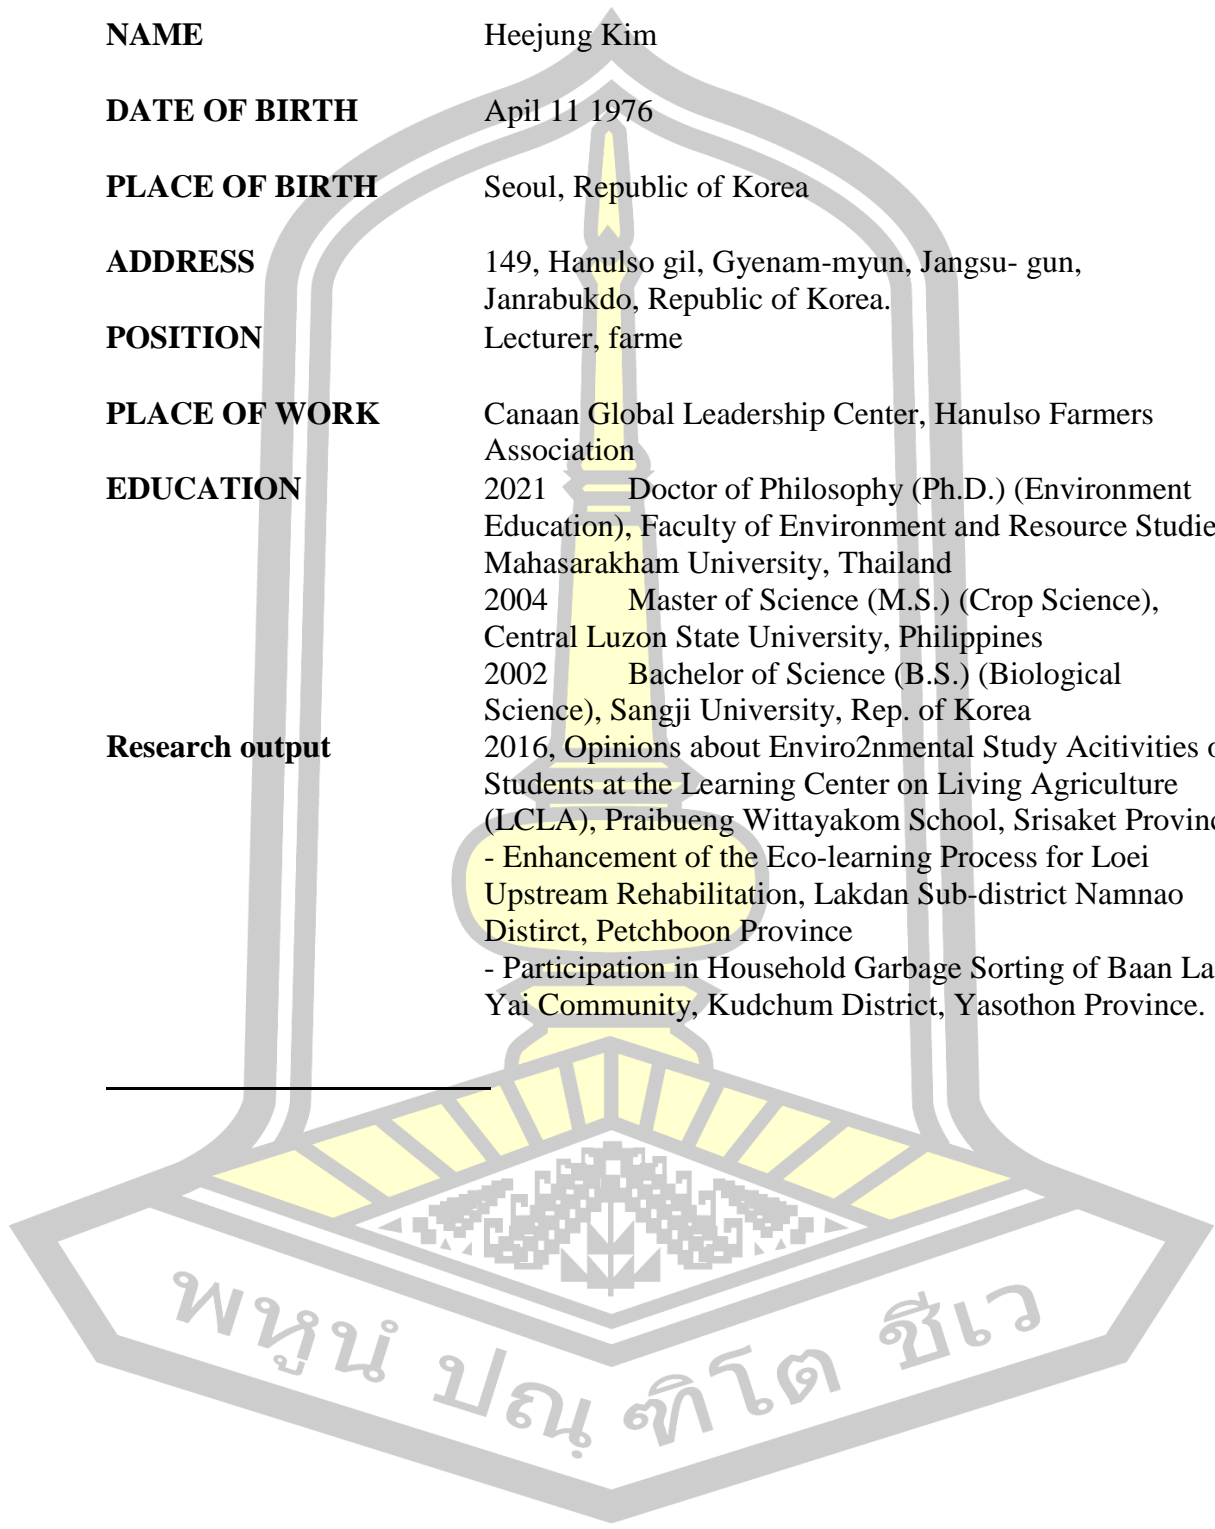 NAME Heejung Kim
DATE OF BIRTH Apil 11 1976
PLACE OF BIRTH Seoul, Republic of Korea
ADDRESS 149, Hanulso gil, Gyenam-myun, Jangsu- gun,
Janrabukdo, Republic of Korea.
POSITION Lecturer, farme
PLACE OF WORK Canaan Global Leadership Center, Hanulso Farmers
Association
EDUCATION 2021 Doctor of Philosophy (Ph.D.) (Environment
Education), Faculty of Environment and Resource Studie
Mahasarakham University, Thailand
2004 Master of Science (M.S.) (Crop Science),
Central Luzon State University, Philippines
2002 Bachelor of Science (B.S.) (Biological
Science), Sangji University, Rep. of Korea
Research output 2016, Opinions about Enviro2nmental Study Acitivities
Students at the Learning Center on Living Agriculture
(LCLA), Praibueng Wittayakom School, Srisaket Provinc
- Enhancement of the Eco-learning Process for Loei
Upstream Rehabilitation, Lakdan Sub-district Namnao
Distirct, Petchboon Province
- Participation in Household Garbage Sorting of Baan La
Yai Community, Kudchum District, Yasothon Province.
พหูนํ ปณฺฑิโต ชีเว